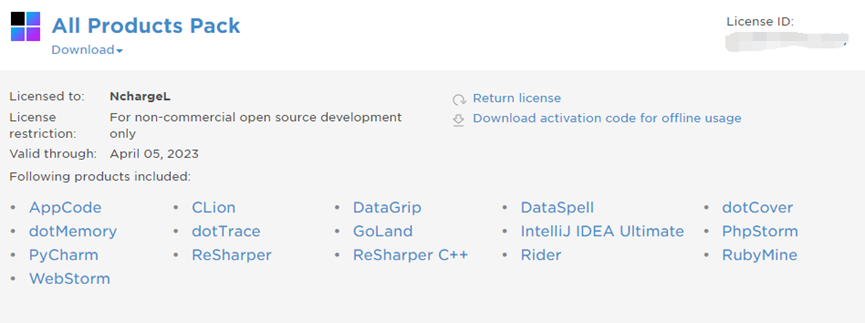 All Products Pack
License ID:
Download
Licensed to: NchargeL
License restriction: For non-commercial open source development only
Valid through: April 05, 2023
Return license
Download activation code for offline usage
Following products included:
• AppCode • CLion • DataGrip • DataSpell • dotCover
• dotMemory • dotTrace • GoLand • IntelliJ IDEA Ultimate • PhpStorm
• PyCharm • ReSharper • ReSharper C++ • Rider • RubyMine
• WebStorm